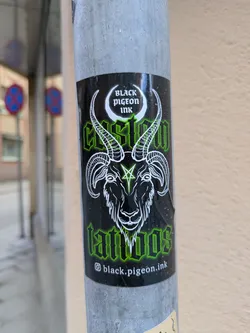 BLACK
PIGEON
INK
custom
tattoos
black.pigeon.ink